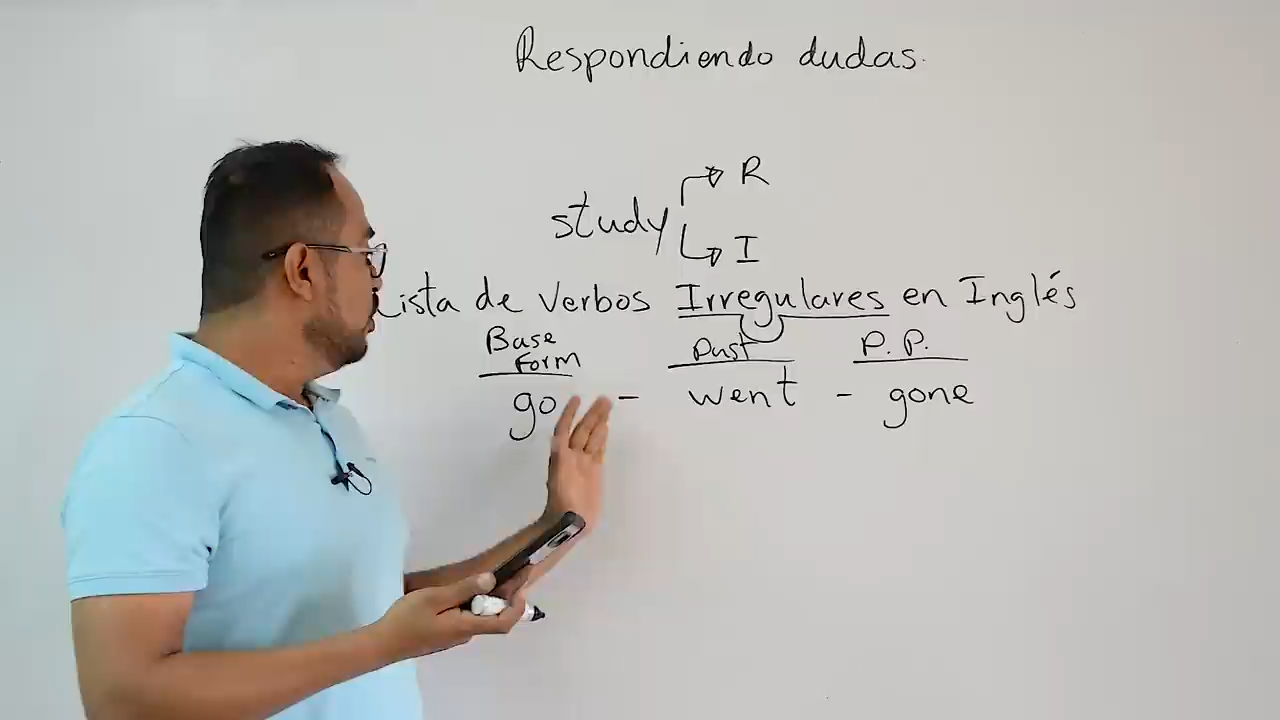 Respondiendo dudas.
R
study
I
Lista de Verbos Irregulares en Inglés
Base Form
Past
P. P.
go - went - gone